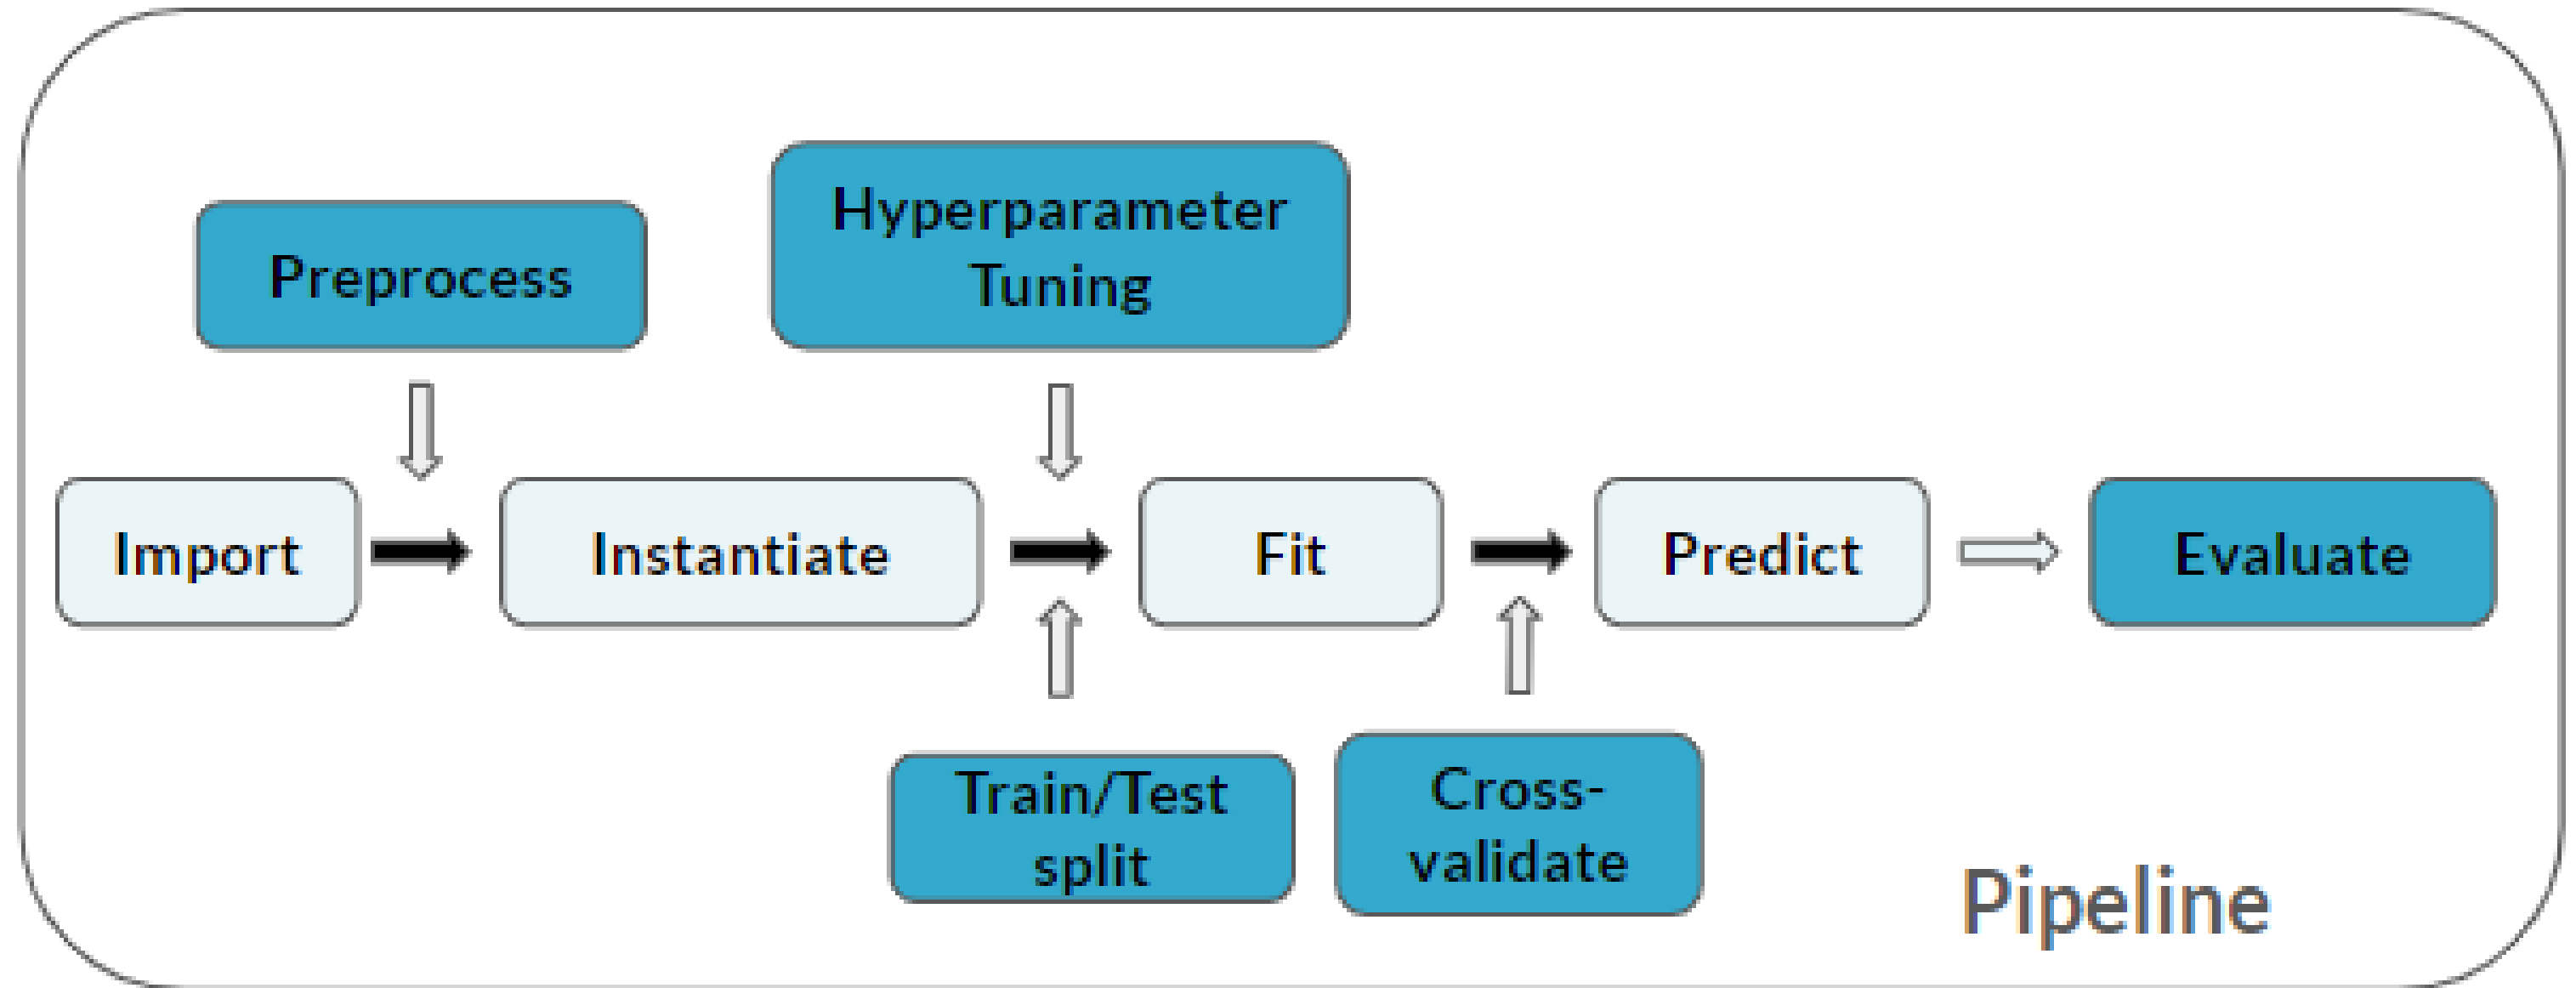 Preprocess
Hyperparameter
Tuning
Import
Instantiate
Fit
Predict
Evaluate
Train/Test
split
Cross-
validate
Pipeline